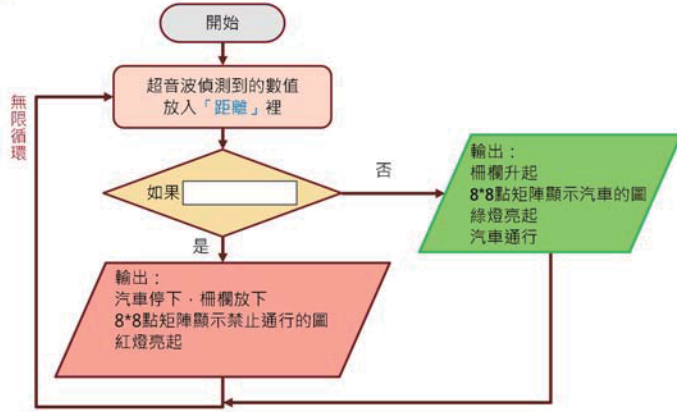 開始
無限循環
超音波偵測到的數值
放入「距離」裡
如果
否
是
輸出：
柵欄升起
8*8點矩陣顯示汽車的圖
綠燈亮起
汽車通行
輸出：
汽車停下，柵欄放下
8*8點矩陣顯示禁止通行的圖
紅燈亮起